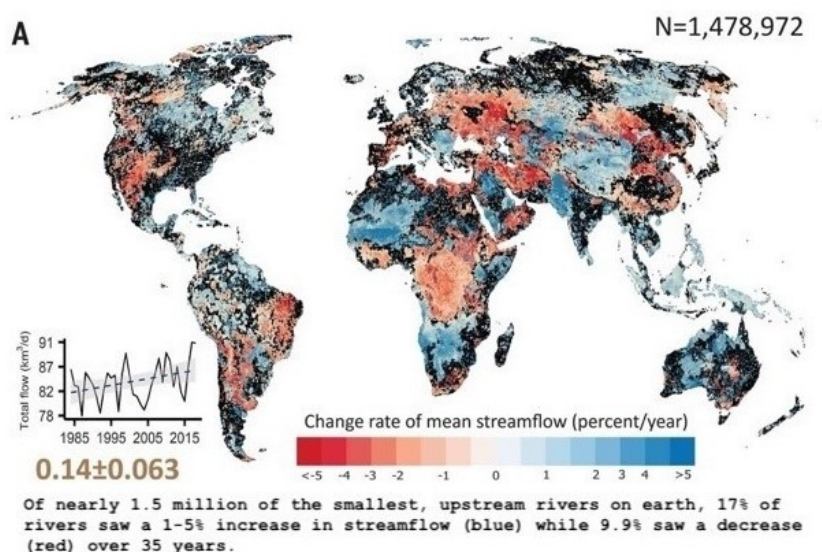 A
N=1,478,972
91
87
82
78
Total flow (km³/d)
1985 1995 2005 2015
0.14±0.063
Change rate of mean streamflow (percent/year)
<-5 -4 -3 -2 -1 0 1 2 3 4 >5
Of nearly 1.5 million of the smallest, upstream rivers on earth, 17% of
rivers saw a 1-5% increase in streamflow (blue) while 9.9% saw a decrease
(red) over 35 years.